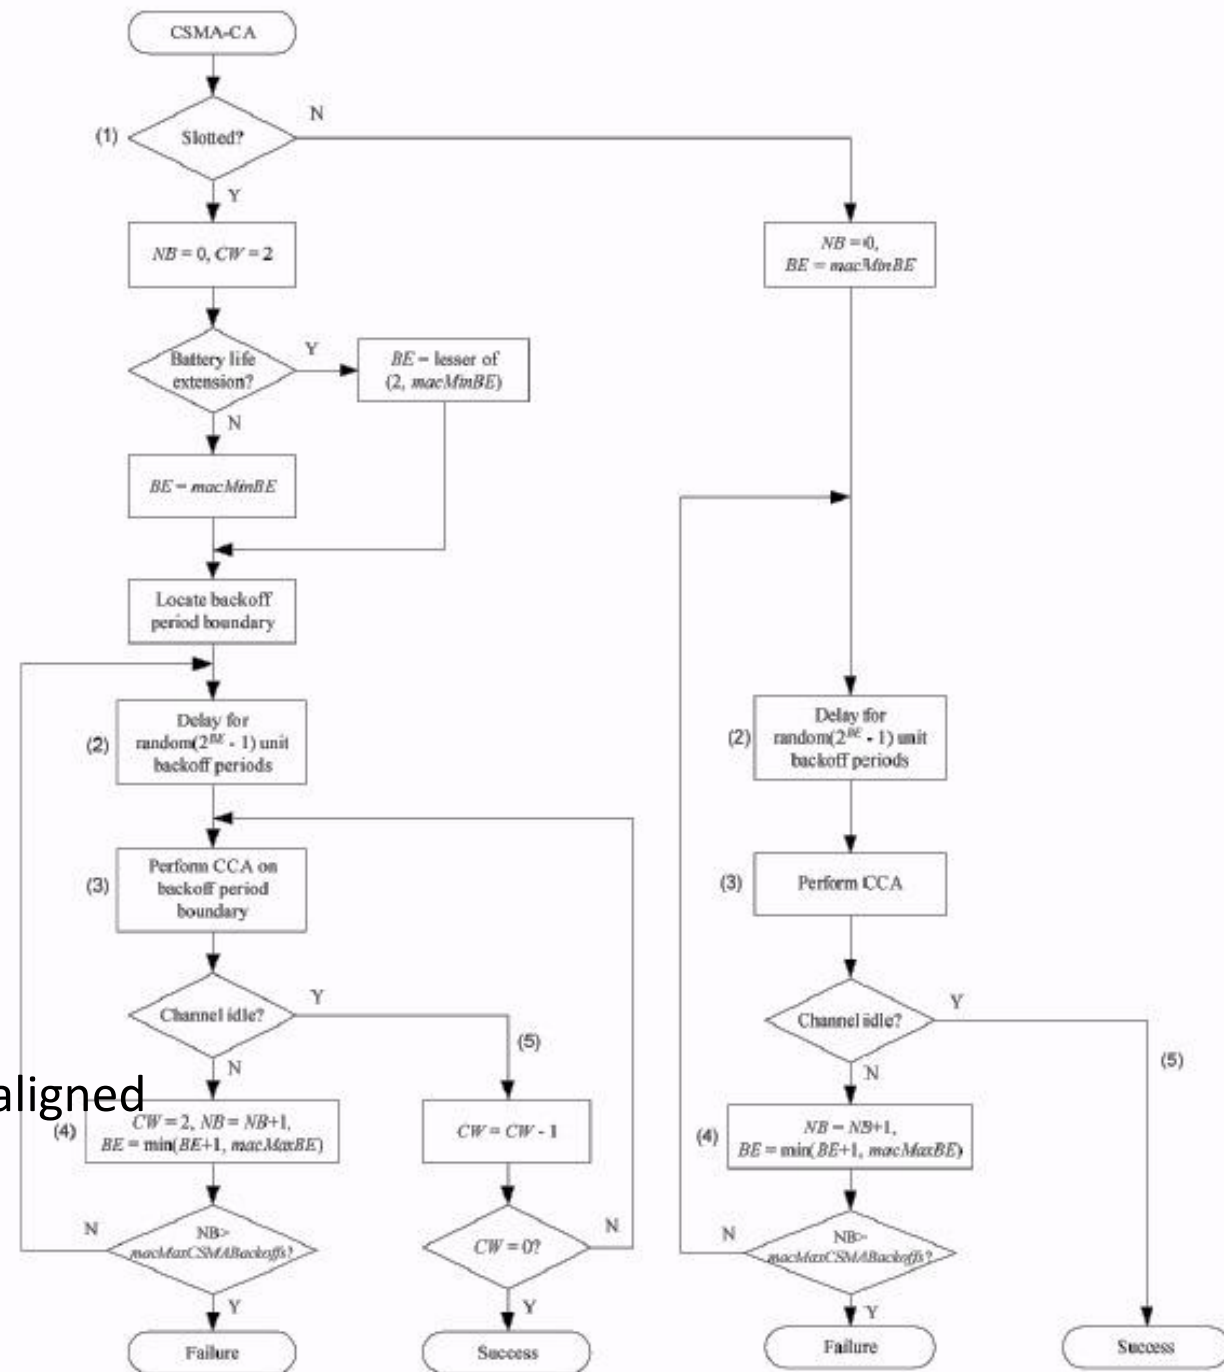 CSMA-CA
(1)
Slotted?
N
Y
NB = 0, CW = 2
NB = 0,
BE = macMinBE
Battery life
extension?
Y
BE = lesser of
(2, macMinBE)
N
BE = macMinBE
Locate backoff
period boundary
(2)
Delay for
random(2^BE - 1) unit
backoff periods
(2)
Delay for
random(2^BE - 1) unit
backoff periods
(3)
Perform CCA on
backoff period
boundary
(3)
Perform CCA
Channel idle?
Y
(5)
N
Channel idle?
Y
(5)
N
aligned
(4)
CW = 2, NB = NB+1,
BE = min(BE+1, macMaxBE)
CW = CW - 1
(4)
NB = NB+1,
BE = min(BE+1, macMaxBE)
N
NB>
macMaxCSMABackoffs?
Y
CW = 0?
N
Y
N
NB>
macMaxCSMABackoffs?
Y
Failure
Success
Failure
Success